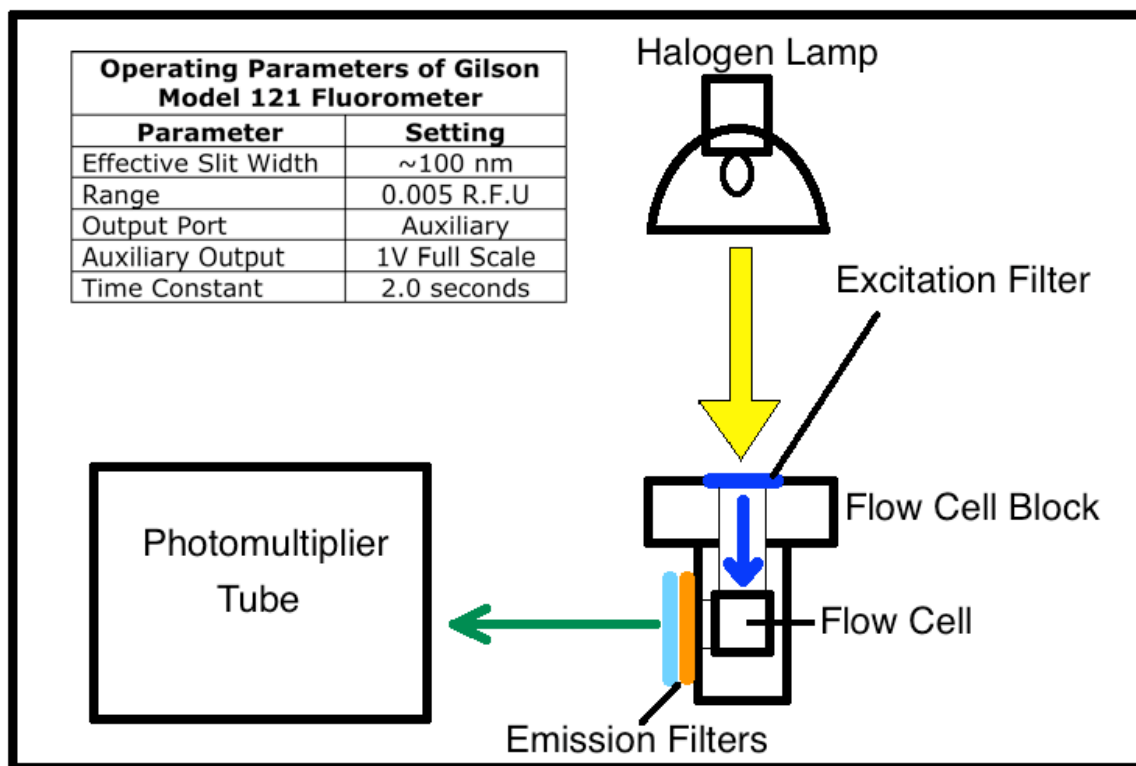 Operating Parameters of Gilson
Model 121 Fluorometer
Parameter Setting
Effective Slit Width ~100 nm
Range 0.005 R.F.U
Output Port Auxiliary
Auxiliary Output 1V Full Scale
Time Constant 2.0 seconds
Halogen Lamp
Excitation Filter
Flow Cell Block
Photomultiplier
Tube
Flow Cell
Emission Filters